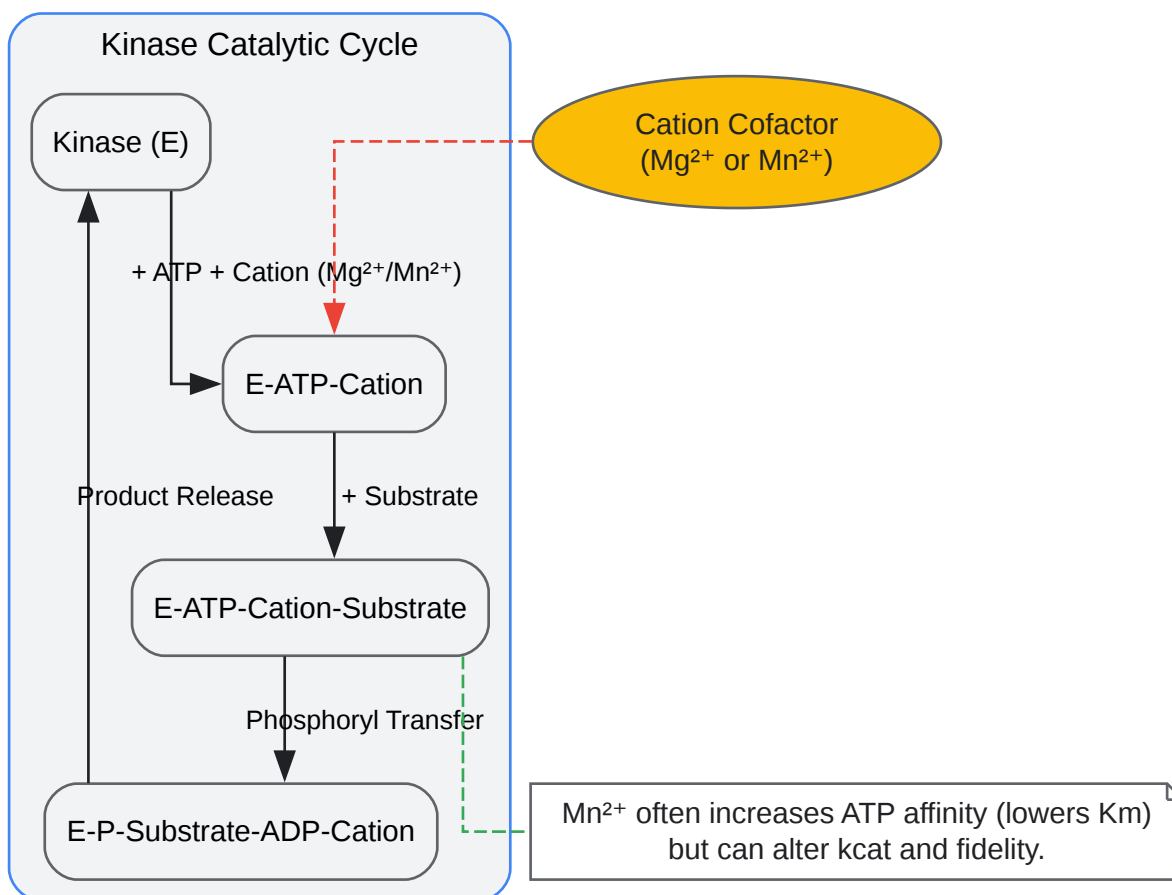 Kinase Catalytic Cycle
Kinase (E)
Cation Cofactor
(Mg²⁺ or Mn²⁺)
+ ATP + Cation (Mg²⁺/Mn²⁺)
E-ATP-Cation
Product Release
+ Substrate
E-ATP-Cation-Substrate
Phosphoryl Transfer
E-P-Substrate-ADP-Cation
Mn²⁺ often increases ATP affinity (lowers Km)
but can alter kcat and fidelity.